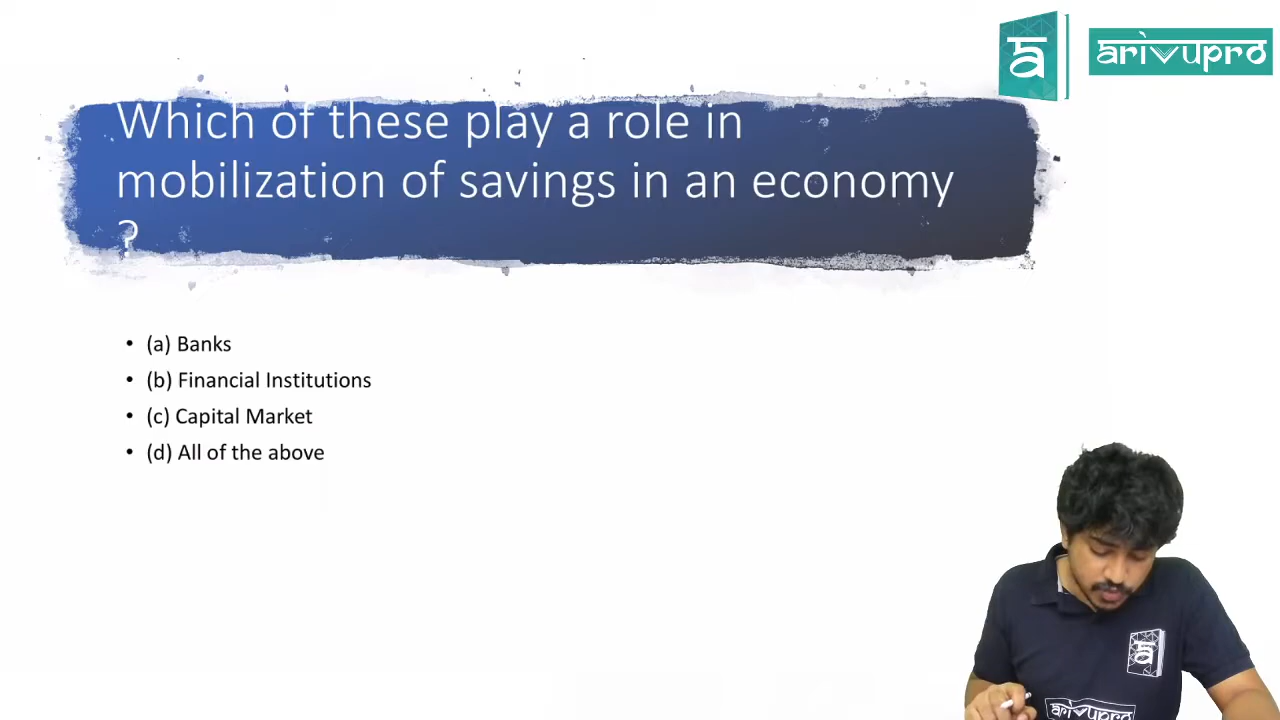 ā arivupro
Which of these play a role in
mobilization of savings in an economy
?
• (a) Banks
• (b) Financial Institutions
• (c) Capital Market
• (d) All of the above
ā
arivupro